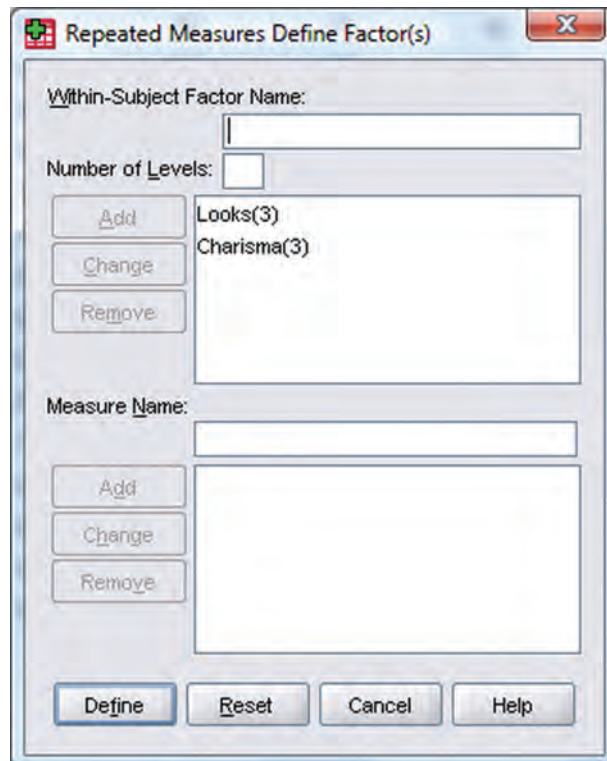 Repeated Measures Define Factor(s)
Within-Subject Factor Name:
Number of Levels:
Add
Change
Remove
Looks(3)
Charisma(3)
Measure Name:
Add
Change
Remove
Define Reset Cancel Help